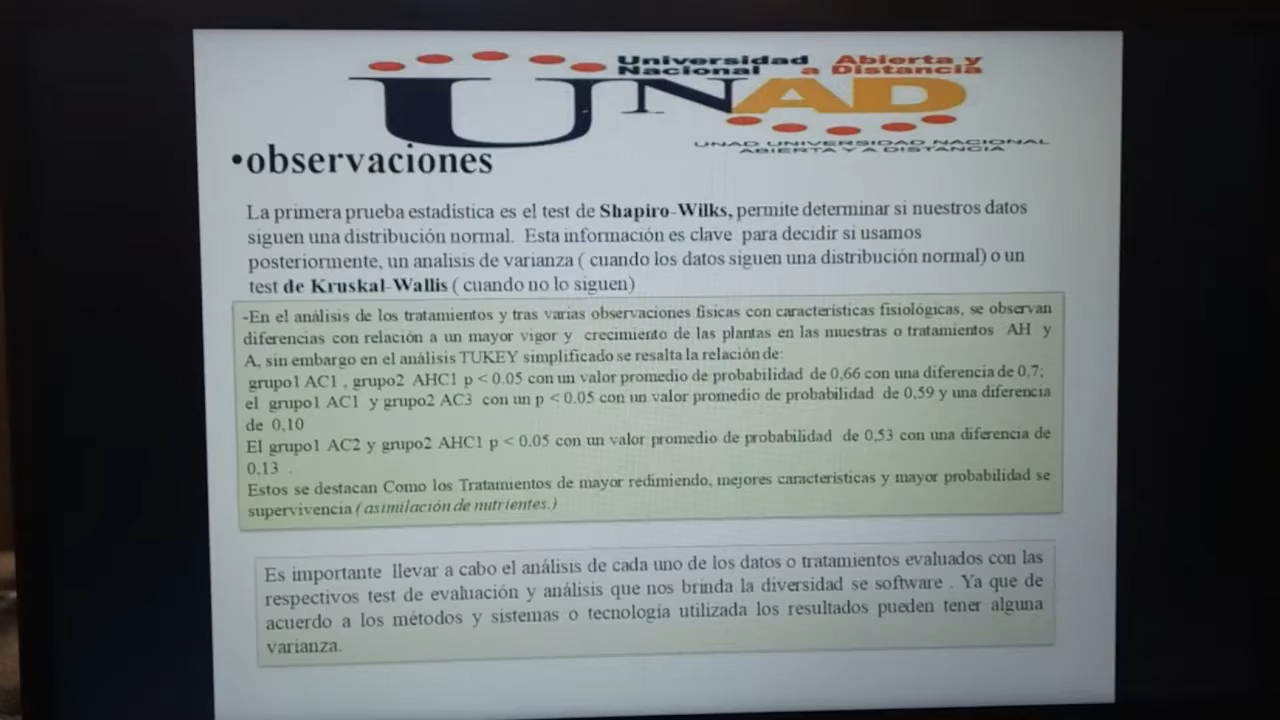 Universidad Abierta y
Nacional a Distancia
UNAD
UNAD UNIVERSIDAD NACIONAL
ABIERTA Y A DISTANCIA
•observaciones
La primera prueba estadística es el test de Shapiro-Wilks, permite determinar si nuestros datos
siguen una distribución normal. Esta información es clave para decidir si usamos
posteriormente, un analisis de varianza ( cuando los datos siguen una distribución normal) o un
test de Kruskal-Wallis ( cuando no lo siguen)
-En el análisis de los tratamientos y tras varias observaciones físicas con características fisiológicas, se observan
diferencias con relación a un mayor vigor y crecimiento de las plantas en las muestras o tratamientos AH y
A, sin embargo en el análisis TUKEY simplificado se resalta la relación de:
grupo1 AC1 , grupo2 AHC1 p < 0.05 con un valor promedio de probabilidad de 0,66 con una diferencia de 0,7;
el grupo1 AC1 y grupo2 AC3 con un p < 0.05 con un valor promedio de probabilidad de 0,59 y una diferencia
de 0,10
El grupo1 AC2 y grupo2 AHC1 p < 0.05 con un valor promedio de probabilidad de 0,53 con una diferencia de
0,13 .
Estos se destacan Como los Tratamientos de mayor redimiendo, mejores características y mayor probabilidad se
supervivencia ( asimilación de nutrientes.)
Es importante llevar a cabo el análisis de cada uno de los datos o tratamientos evaluados con las
respectivos test de evaluación y análisis que nos brinda la diversidad se software . Ya que de
acuerdo a los métodos y sistemas o tecnología utilizada los resultados pueden tener alguna
varianza.